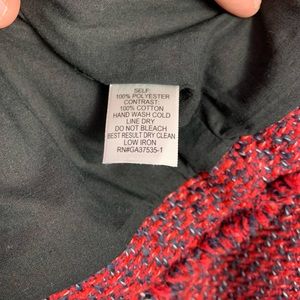 SELF:
100% POLYESTER
CONTRAST:
100% COTTON
HAND WASH COLD
LINE DRY
DO NOT BLEACH
BEST RESULT DRY CLEAN
LOW IRON
RN#GA37535-1